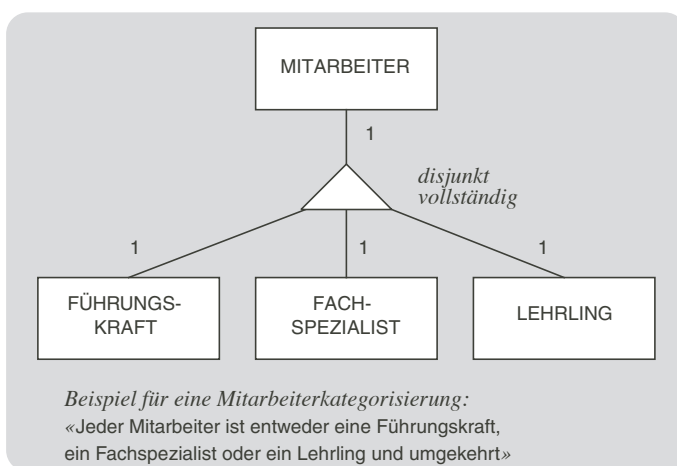 MITARBEITER
1
disjunkt
vollständig
1
1
1
FÜHRUNGS-
KRAFT
FACH-
SPEZIALIST
LEHRLING
Beispiel für eine Mitarbeiterkategorisierung:
«Jeder Mitarbeiter ist entweder eine Führungskraft,
ein Fachspezialist oder ein Lehrling und umgekehrt»